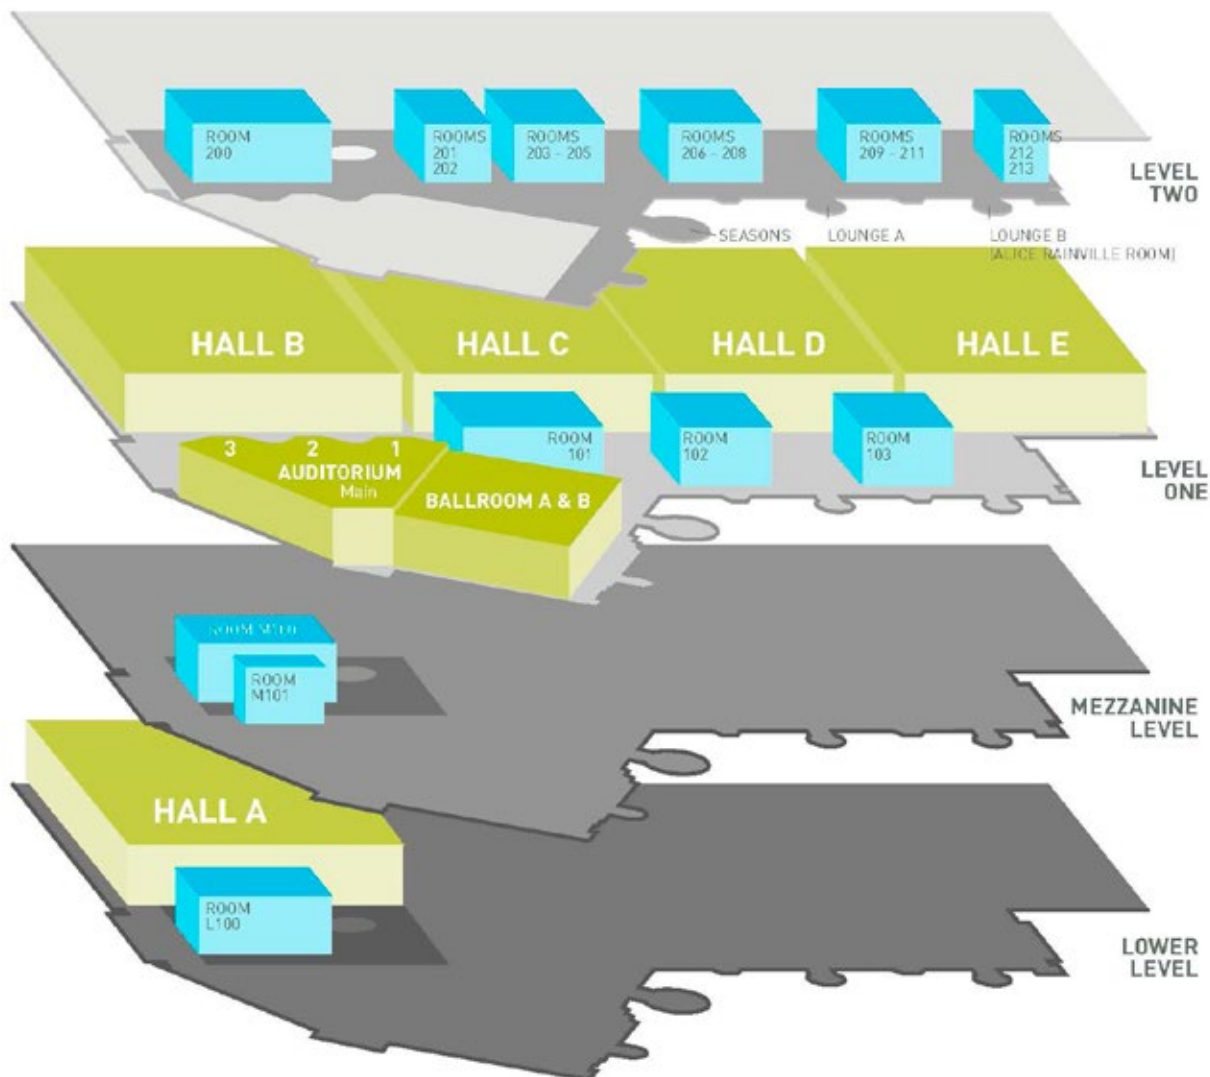 ROOM
200
ROOMS
201
202
ROOMS
203 - 205
ROOMS
206 - 208
ROOMS
209 - 211
ROOMS
212
213
LEVEL
TWO
SEASONS
LOUNGE A
LOUNGE B
(ALICE RAINVILLE ROOM)
HALL B
HALL C
HALL D
HALL E
ROOM
101
ROOM
102
ROOM
103
3
2
1
AUDITORIUM
Main
BALLROOM A & B
LEVEL
ONE
ROOM M100
ROOM
M101
MEZZANINE
LEVEL
HALL A
ROOM
L100
LOWER
LEVEL